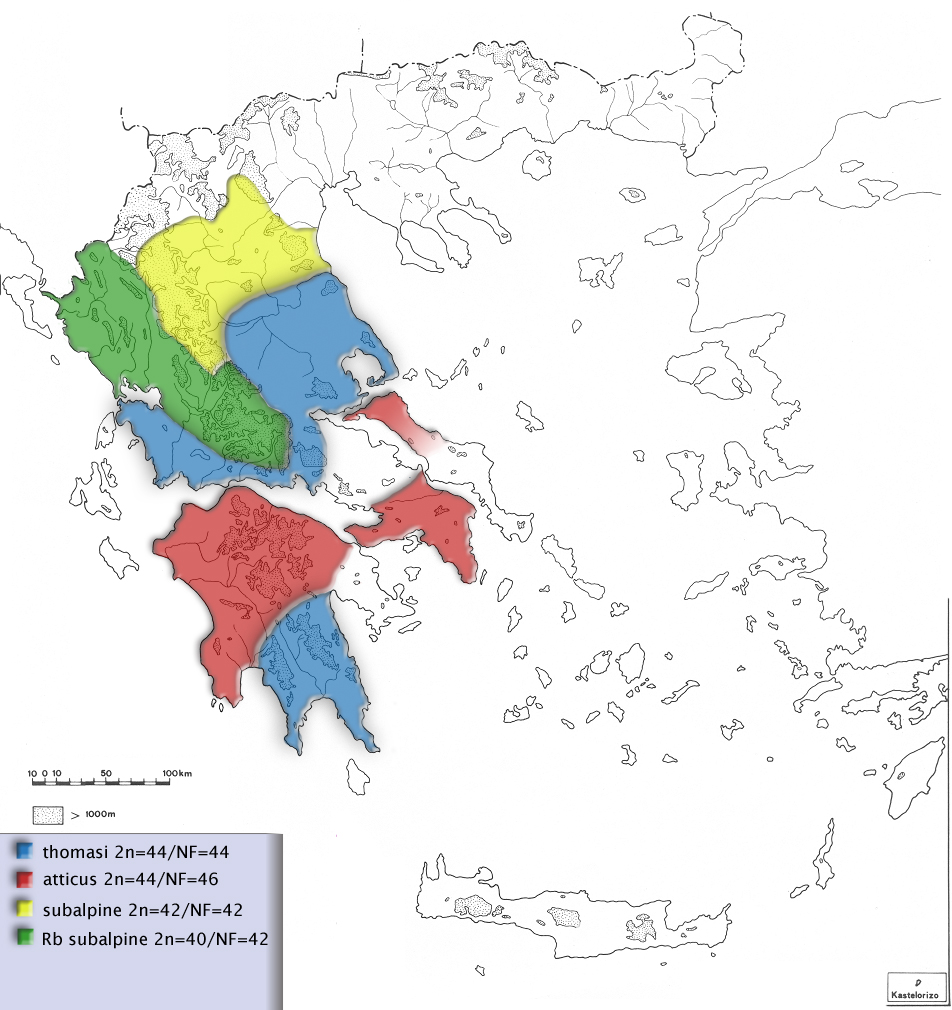 10 0 10 50 100km
> 1000m
thomasi 2n=44/NF=44
atticus 2n=44/NF=46
subalpine 2n=42/NF=42
Rb subalpine 2n=40/NF=42
Kastelorizo